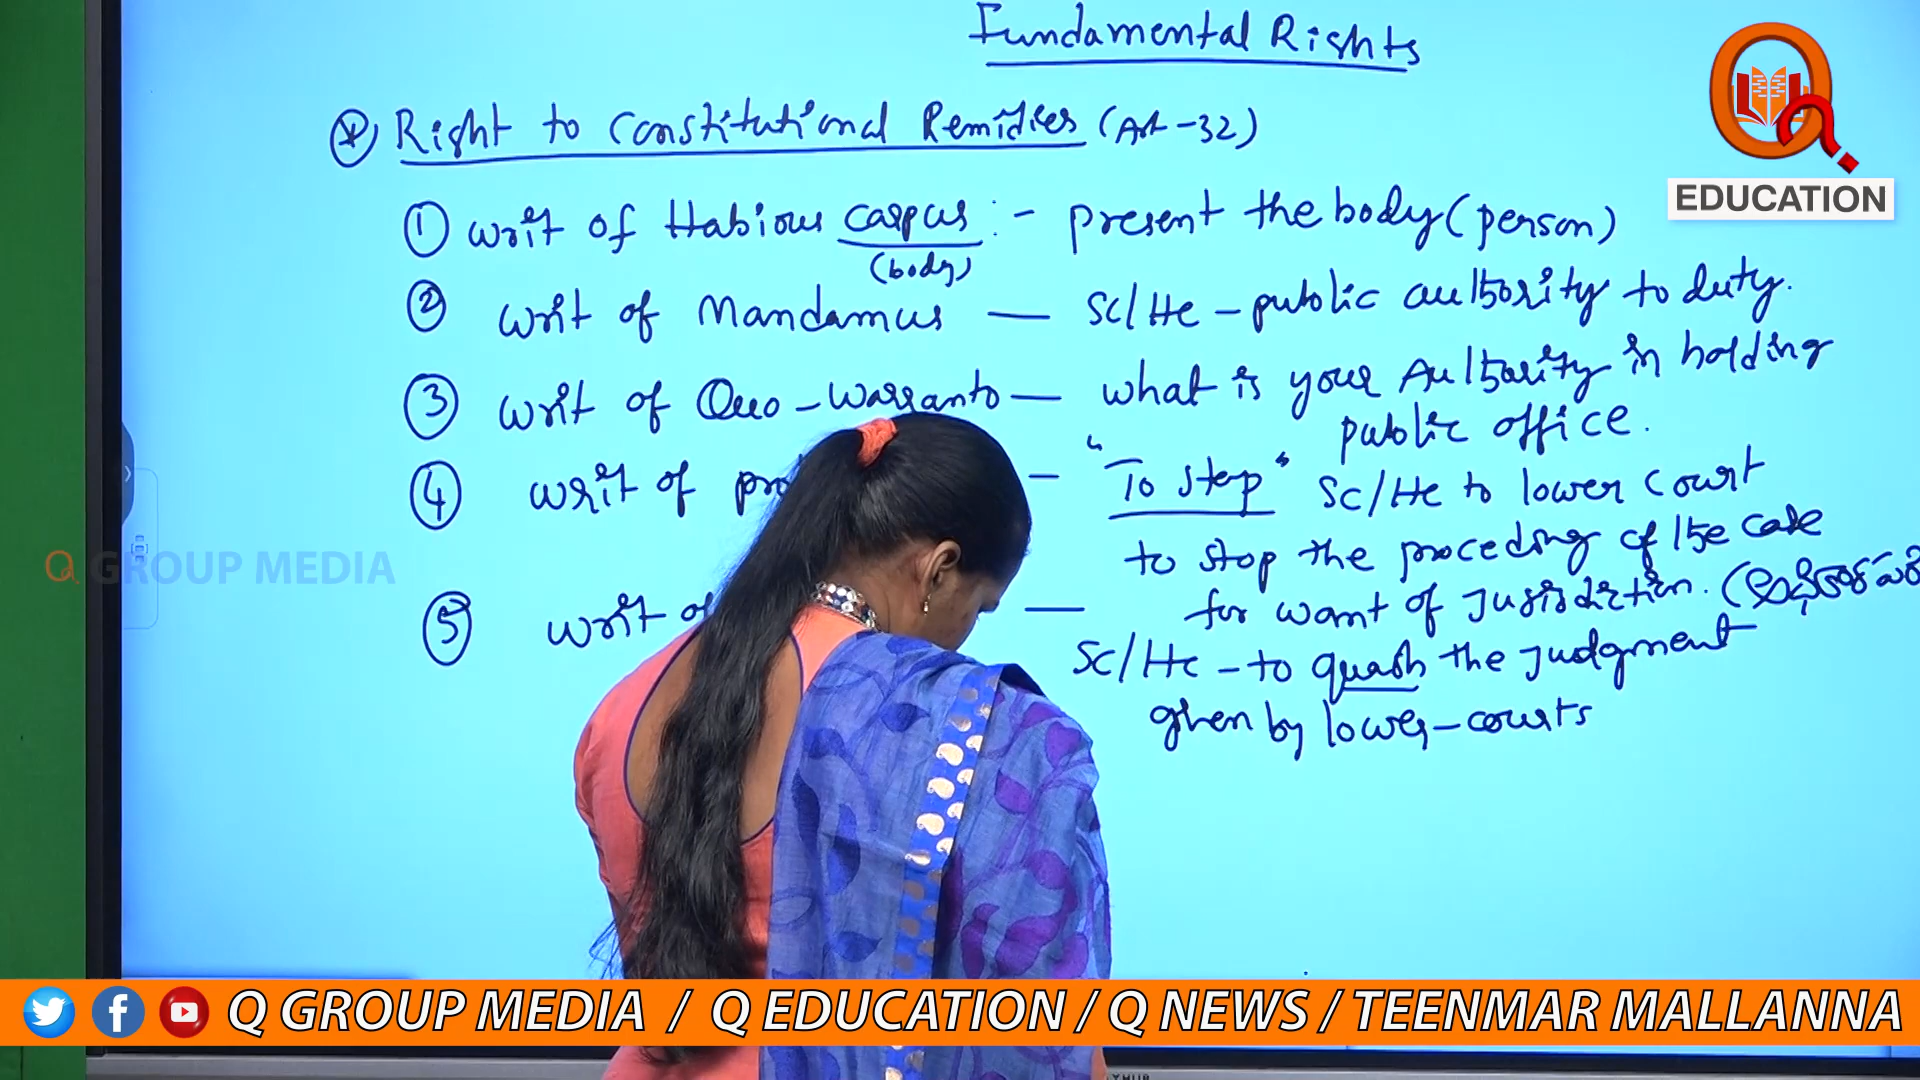 Fundamental Rights
Right to Constitutional Remidies (Art-32)
EDUCATION
① writ of Habious carpus :- present the body (person)
(body)
② writ of Mandamus — SC/HC - public authority to duty.
③ writ of Quo-Warranto — what is your Authority in holding
public office.
④ writ of — "To stop" SC/HC to lower court
to stop the proceding of the case
for want of Jurisdiction.
⑤ writ of —
SC/HC - to quash the Judgment
given by lower-courts
Q GROUP MEDIA
Q GROUP MEDIA / Q EDUCATION / Q NEWS / TEENMAR MALLANNA